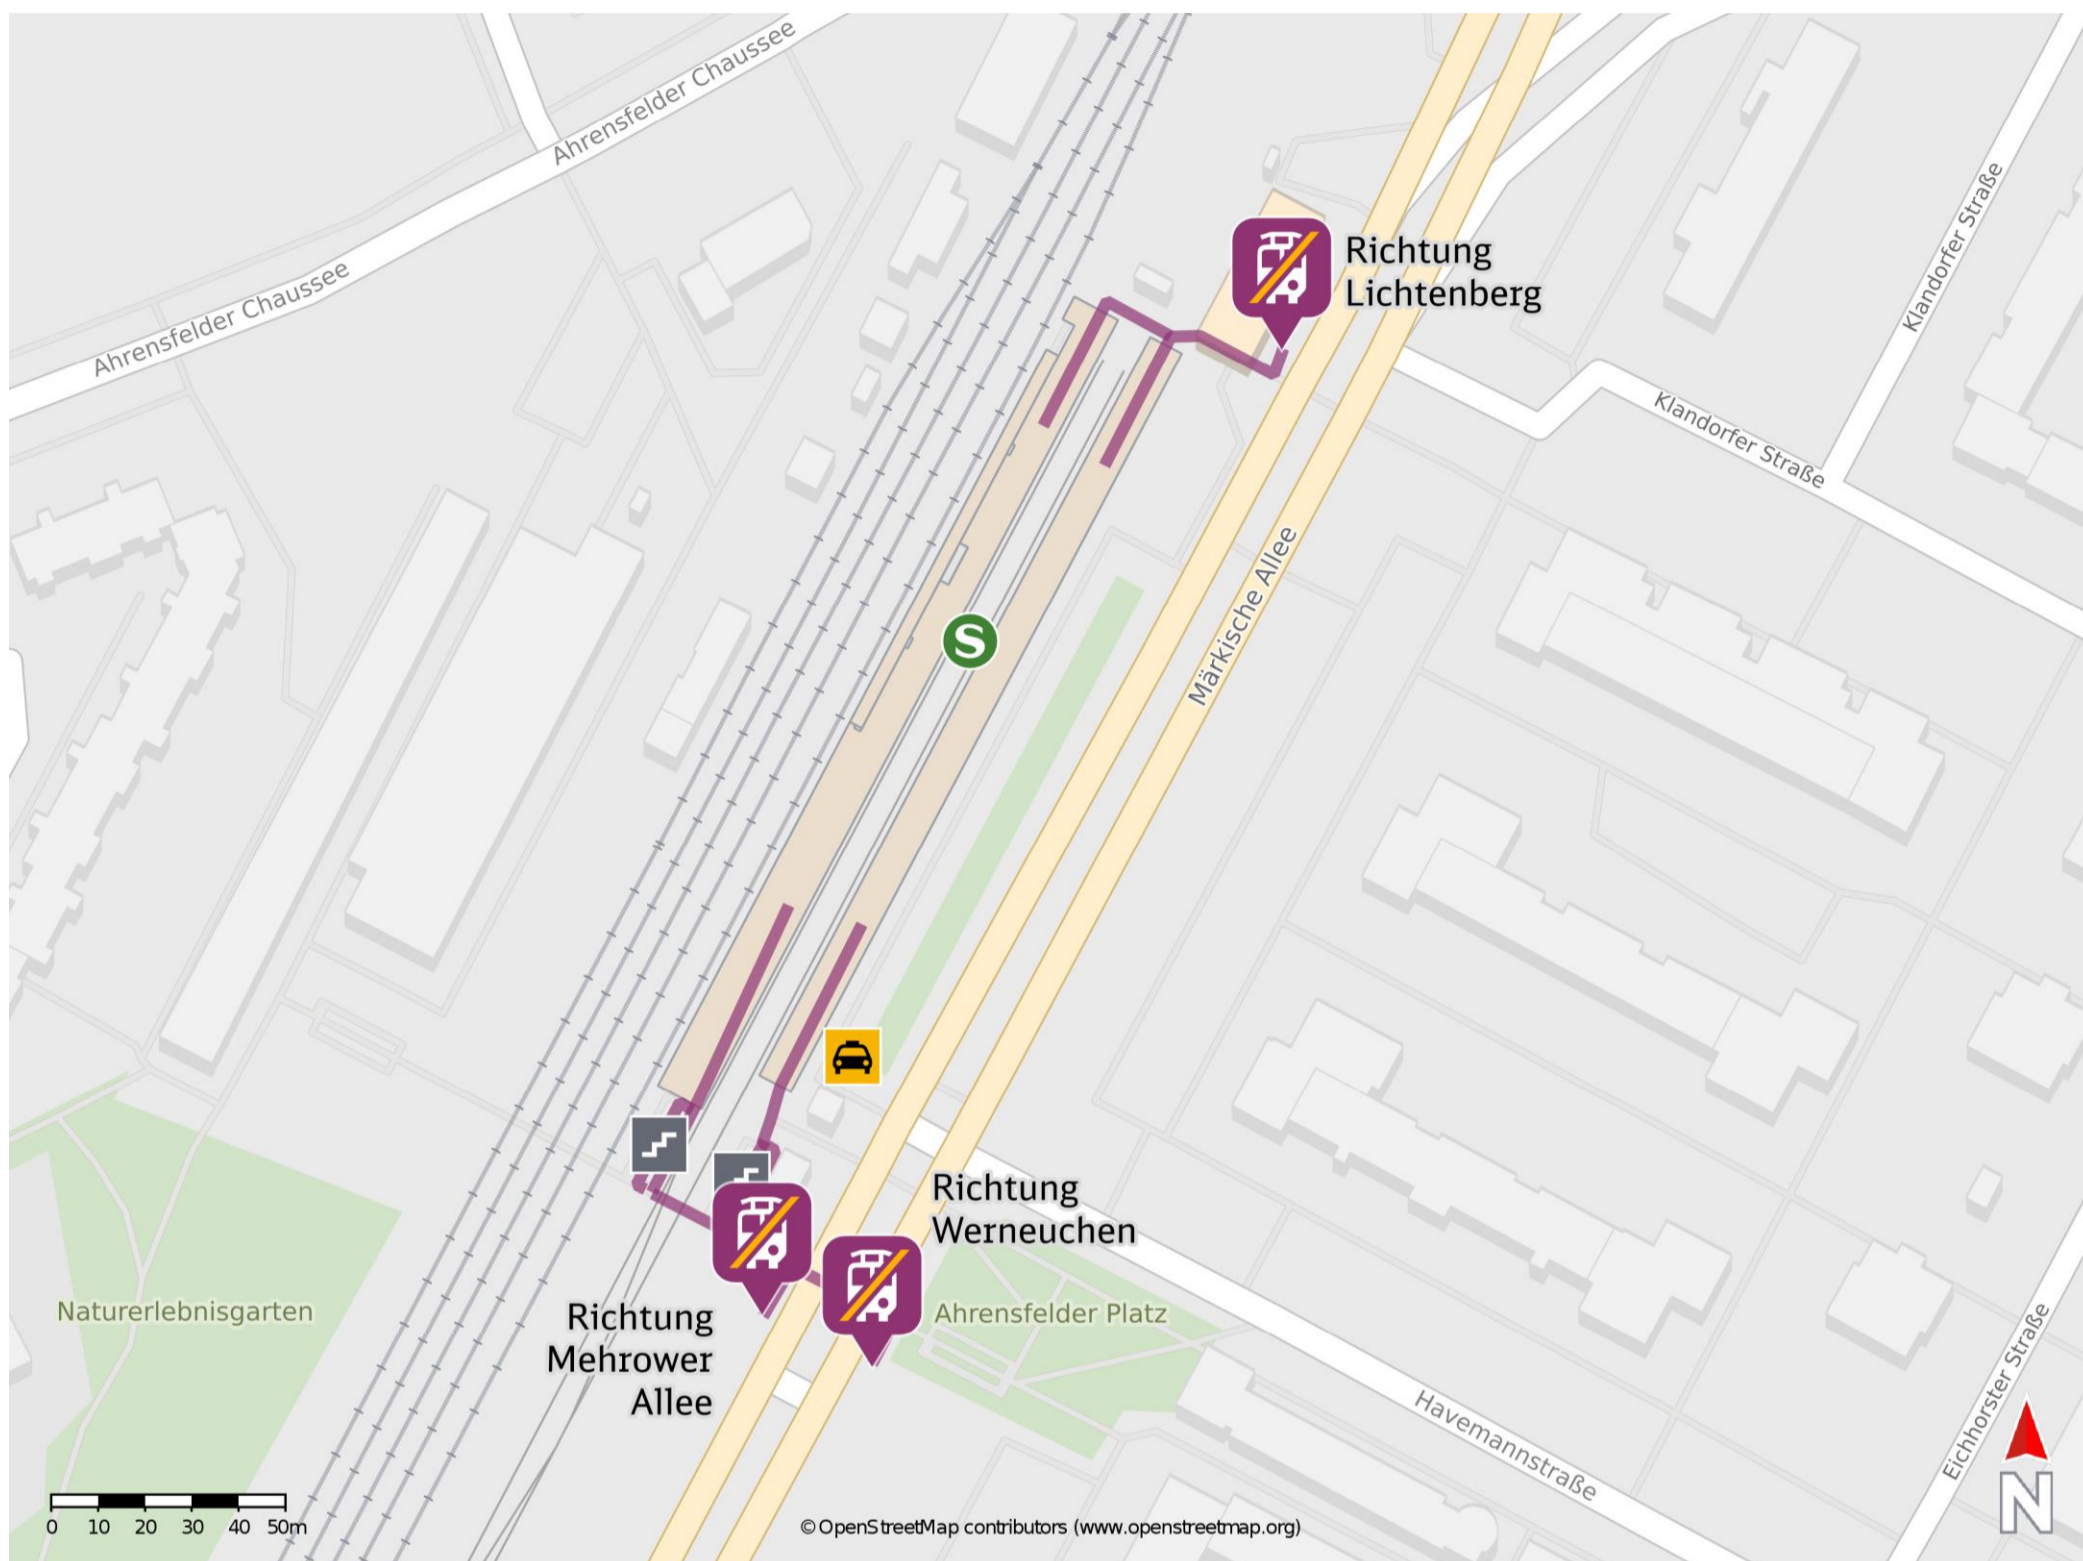 Ahrensfelder Chaussee
Ahrensfelder Chaussee
Richtung
Lichtenberg
Klandorfer Straße
Klandorfer Straße
Märkische Allee
S
Richtung
Werneuchen
Richtung
Mehrower
Allee
Naturerlebnisgarten
Ahrensfelder Platz
Havemannstraße
Eichhorster Straße
N
0 10 20 30 40 50m
© OpenStreetMap contributors (www.openstreetmap.org)